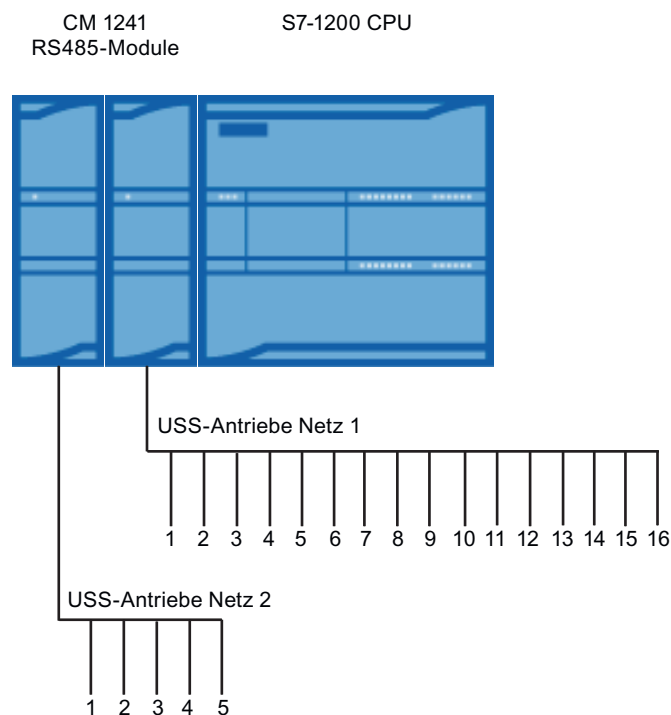 CM 1241
RS485-Module
S7-1200 CPU
USS-Antriebe Netz 1
1 2 3 4 5 6 7 8 9 10 11 12 13 14 15 16
USS-Antriebe Netz 2
1 2 3 4 5